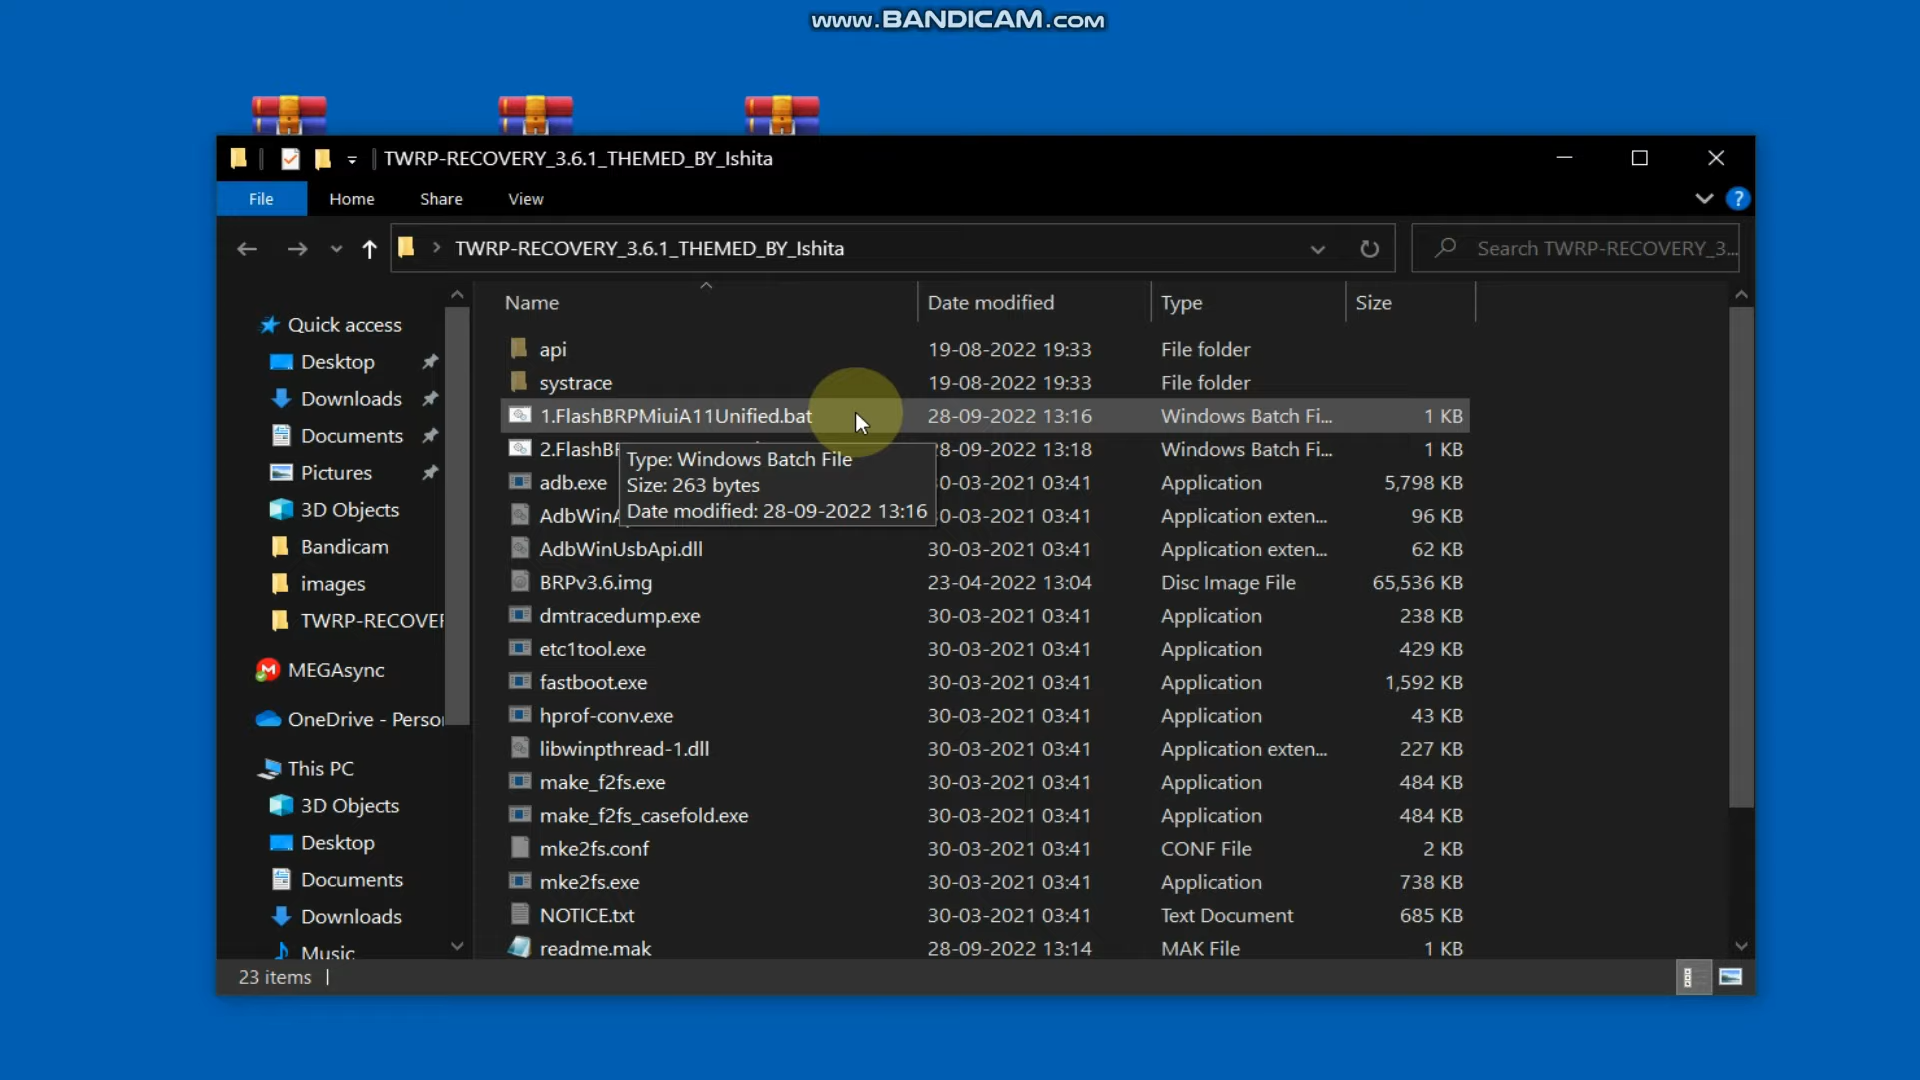 www.BANDICAM.com
TWRP-RECOVERY_3.6.1_THEMED_BY_Ishita
File Home Share View
TWRP-RECOVERY_3.6.1_THEMED_BY_Ishita
Search TWRP-RECOVERY_3...
Quick access
Desktop
Downloads
Documents
Pictures
3D Objects
Bandicam
images
TWRP-RECOVER
MEGAsync
OneDrive - Person
This PC
3D Objects
Desktop
Documents
Downloads
Music
Name Date modified Type Size
api 19-08-2022 19:33 File folder
systrace 19-08-2022 19:33 File folder
1.FlashBRPMiuiA11Unified.bat 28-09-2022 13:16 Windows Batch Fi... 1 KB
2.FlashBR 28-09-2022 13:18 Windows Batch Fi... 1 KB
Type: Windows Batch File
Size: 263 bytes
Date modified: 28-09-2022 13:16
adb.exe 30-03-2021 03:41 Application 5,798 KB
AdbWinA 30-03-2021 03:41 Application exten... 96 KB
AdbWinUsbApi.dll 30-03-2021 03:41 Application exten... 62 KB
BRPv3.6.img 23-04-2022 13:04 Disc Image File 65,536 KB
dmtracedump.exe 30-03-2021 03:41 Application 238 KB
etc1tool.exe 30-03-2021 03:41 Application 429 KB
fastboot.exe 30-03-2021 03:41 Application 1,592 KB
hprof-conv.exe 30-03-2021 03:41 Application 43 KB
libwinpthread-1.dll 30-03-2021 03:41 Application exten... 227 KB
make_f2fs.exe 30-03-2021 03:41 Application 484 KB
make_f2fs_casefold.exe 30-03-2021 03:41 Application 484 KB
mke2fs.conf 30-03-2021 03:41 CONF File 2 KB
mke2fs.exe 30-03-2021 03:41 Application 738 KB
NOTICE.txt 30-03-2021 03:41 Text Document 685 KB
readme.mak 28-09-2022 13:14 MAK File 1 KB
23 items